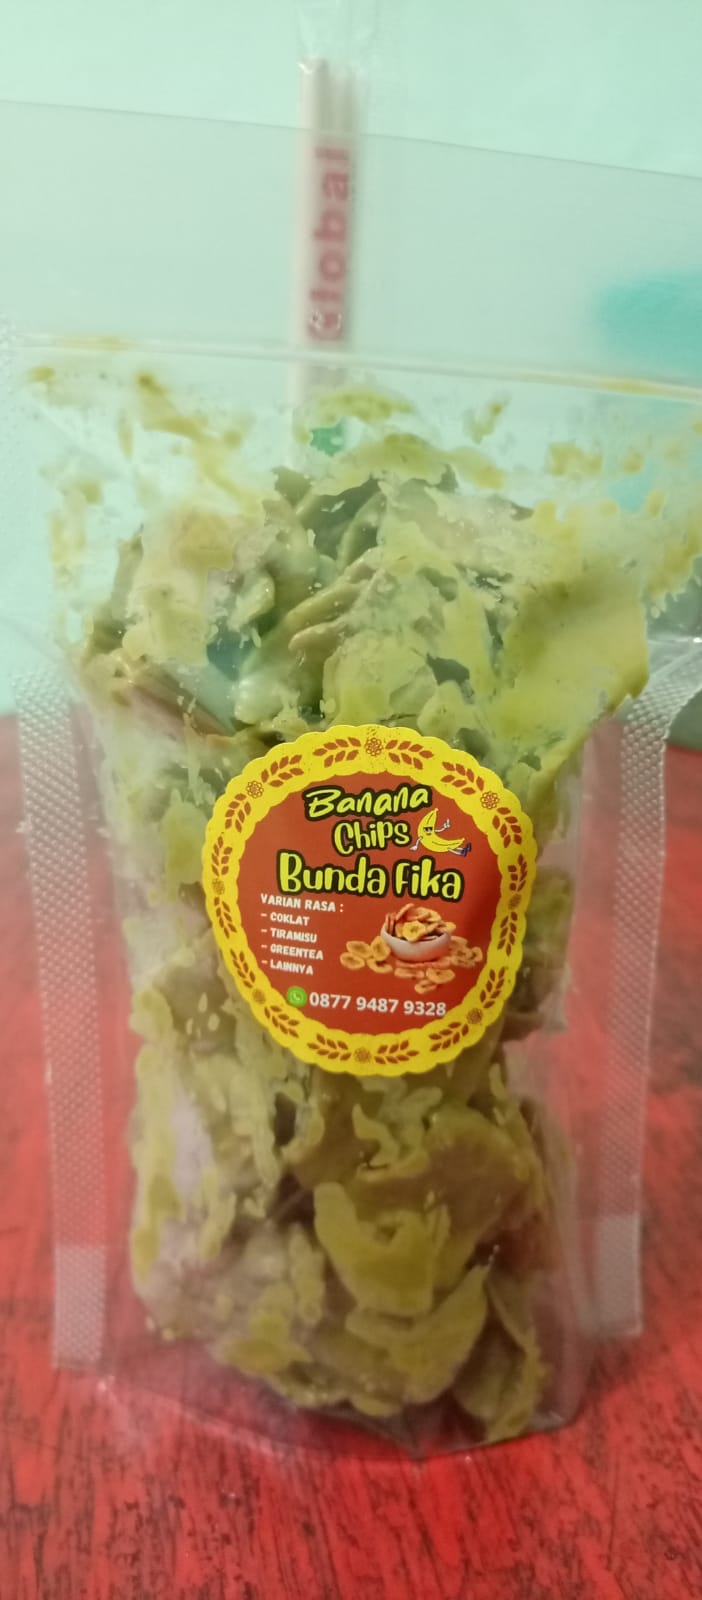 Global
Banana
Chips
Bunda Fika
VARIAN RASA :
- COKLAT
- TIRAMISU
- GREENTEA
- LAINNYA
0877 9487 9328